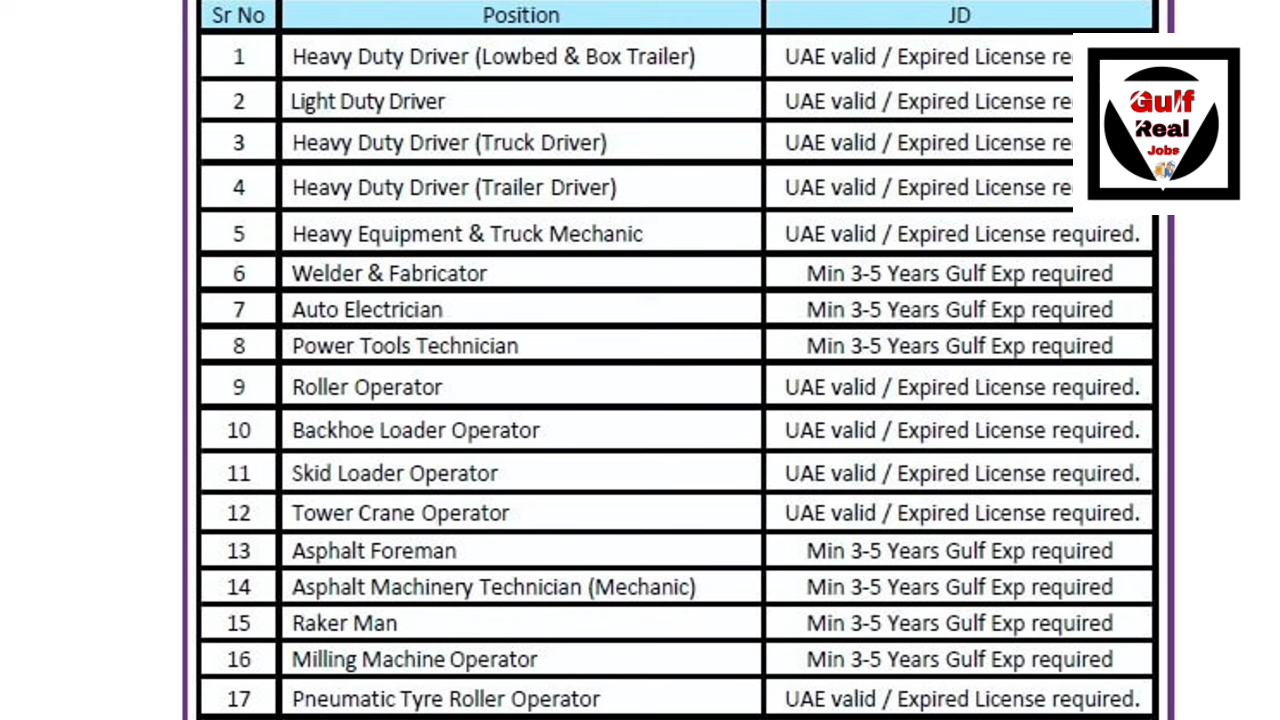 Sr No Position JD
1 Heavy Duty Driver (Lowbed & Box Trailer) UAE valid / Expired License
2 Light Duty Driver UAE valid / Expired License
3 Heavy Duty Driver (Truck Driver) UAE valid / Expired License
4 Heavy Duty Driver (Trailer Driver) UAE valid / Expired License
5 Heavy Equipment & Truck Mechanic UAE valid / Expired License required.
6 Welder & Fabricator Min 3-5 Years Gulf Exp required
7 Auto Electrician Min 3-5 Years Gulf Exp required
8 Power Tools Technician Min 3-5 Years Gulf Exp required
9 Roller Operator UAE valid / Expired License required.
10 Backhoe Loader Operator UAE valid / Expired License required.
11 Skid Loader Operator UAE valid / Expired License required.
12 Tower Crane Operator UAE valid / Expired License required.
13 Asphalt Foreman Min 3-5 Years Gulf Exp required
14 Asphalt Machinery Technician (Mechanic) Min 3-5 Years Gulf Exp required
15 Raker Man Min 3-5 Years Gulf Exp required
16 Milling Machine Operator Min 3-5 Years Gulf Exp required
17 Pneumatic Tyre Roller Operator UAE valid / Expired License required.
Gulf
Real
Jobs